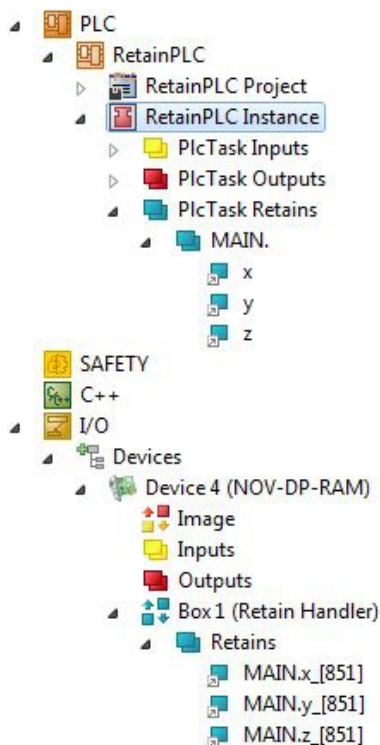 PLC
RetainPLC
RetainPLC Project
RetainPLC Instance
PlcTask Inputs
PlcTask Outputs
PlcTask Retains
MAIN.
x
y
z
SAFETY
C++
I/O
Devices
Device 4 (NOV-DP-RAM)
Image
Inputs
Outputs
Box 1 (Retain Handler)
Retains
MAIN.x_[851]
MAIN.y_[851]
MAIN.z_[851]